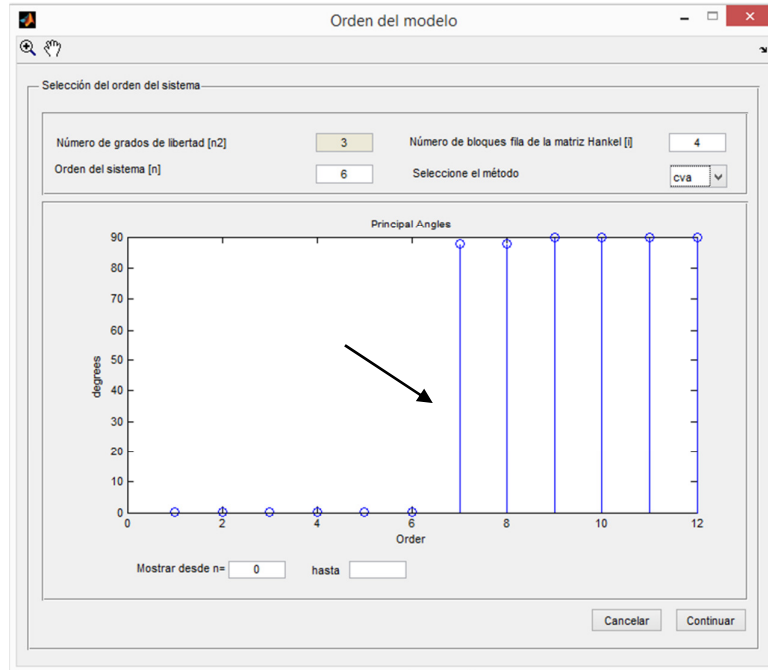 Orden del modelo
Selección del orden del sistema
Número de grados de libertad [n2] 3 Número de bloques fila de la matriz Hankel [i] 4
Orden del sistema [n] 6 Seleccione el método cva
Principal Angles
90
80
70
60
50
40
30
20
10
0
degrees
0 2 4 6 8 10 12
Order
Mostrar desde n= 0 hasta
Cancelar Continuar